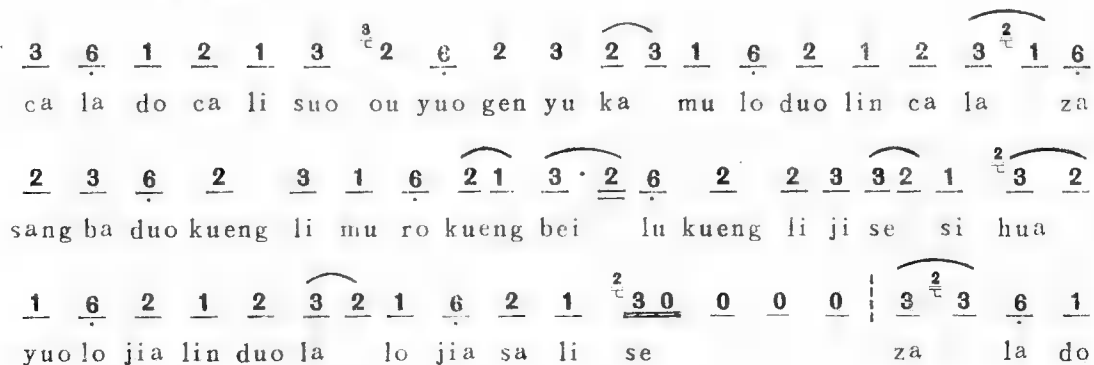 3 6 1 2 1 3 3 2 6 2 3 2 3 1 6 2 1 2 3 2 1 6
ca la do ca li suo ou yuo gen yu ka mu lo duo lin ca la za
2 3 6 2 3 1 6 2 1 3 · 2 6 2 2 3 3 2 1 2 3 2
sang ba duo kueng li mu ro kueng bei lu kueng li ji se si hua
1 6 2 1 2 3 2 1 6 2 1 2 3 0 0 0 0 3 2 3 6 1
yuo lo jia lin duo la lo jia sa li se za la do